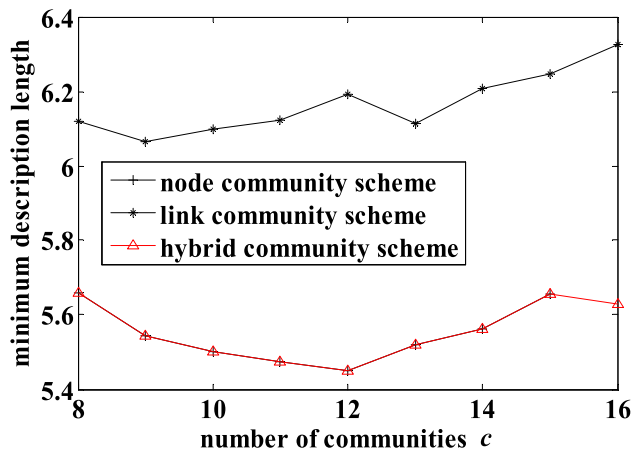 6.4
6.2
6
5.8
5.6
5.4
minimum description length
node community scheme
link community scheme
hybrid community scheme
8 10 12 14 16
number of communities c